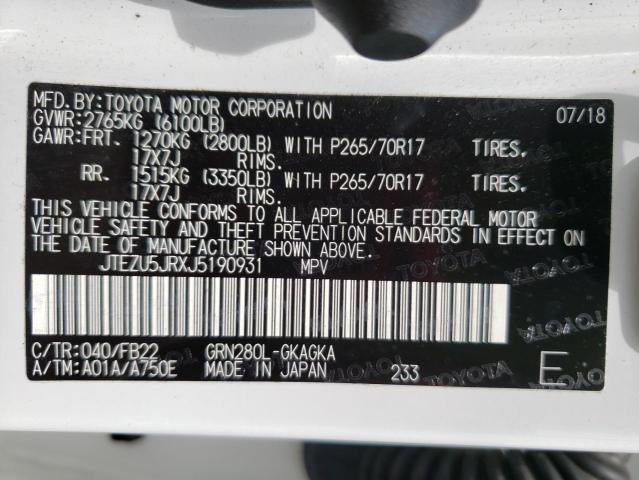 MFD.BY:TOYOTA MOTOR CORPORATION 07/18
GVWR:2765KG (6100LB)
GAWR:FRT. 1270KG (2800LB) WITH P265/70R17 TIRES.
17X7J RIMS.
RR. 1515KG (3350LB) WITH P265/70R17 TIRES.
17X7J RIMS.
THIS VEHICLE CONFORMS TO ALL APPLICABLE FEDERAL MOTOR
VEHICLE SAFETY AND THEFT PREVENTION STANDARDS IN EFFECT ON
THE DATE OF MANUFACTURE SHOWN ABOVE.
JTEZU5JRXJ5190931 MPV
C/TR:040/FB22 GRN280L-GKAGKA
A/TM:A01A/A750E MADE IN JAPAN 233 E